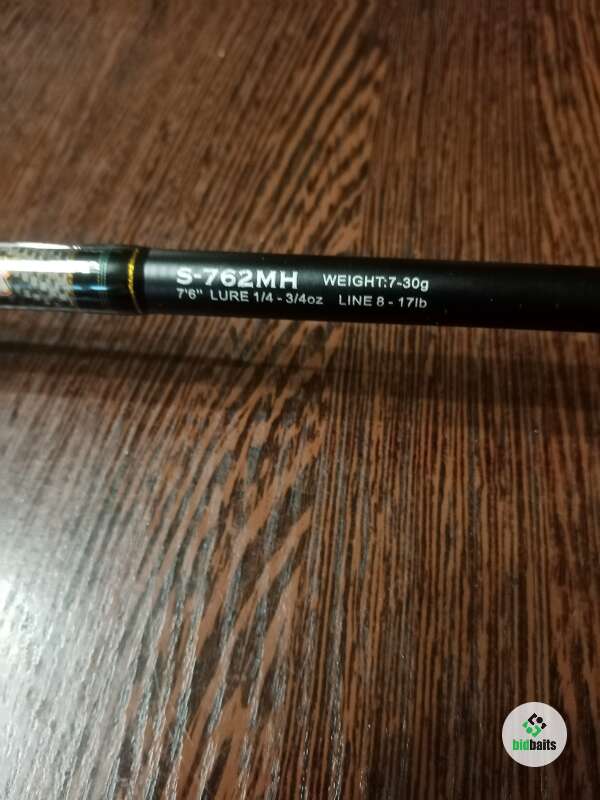 S-762MH WEIGHT:7-30g
7'6" LURE 1/4 - 3/4oz LINE 8 - 17lb
bidbaits